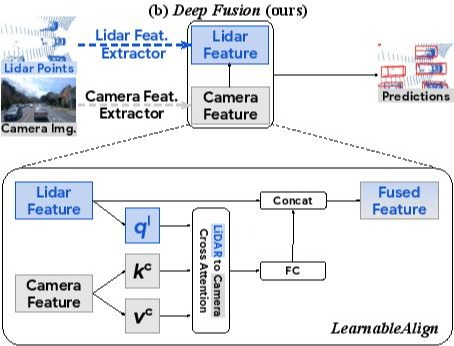 (b) Deep Fusion (ours)
Lidar Points
Lidar Feat.
Extractor
Lidar
Feature
Camera Img.
Camera Feat.
Extractor
Camera
Feature
Predictions
Lidar
Feature
q^l
Camera
Feature
k^c
v^c
LiDAR to Camera
Cross Attention
FC
Concat
Fused
Feature
LearnableAlign